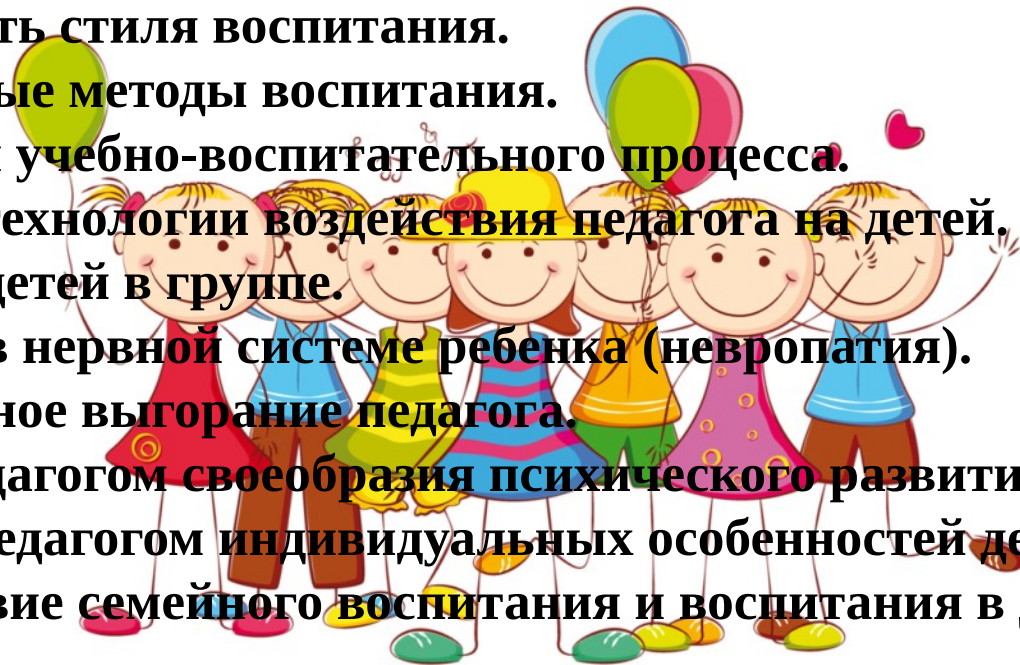 ть стиля воспитания.
ые методы воспитания.
учебно-воспитательного процесса.
технологии воздействия педагога на детей.
детей в группе.
в нервной системе ребенка (невропатия).
ное выгорание педагога.
дагогом своеобразия психического развити
едагогом индивидуальных особенностей де
вие семейного воспитания и воспитания в